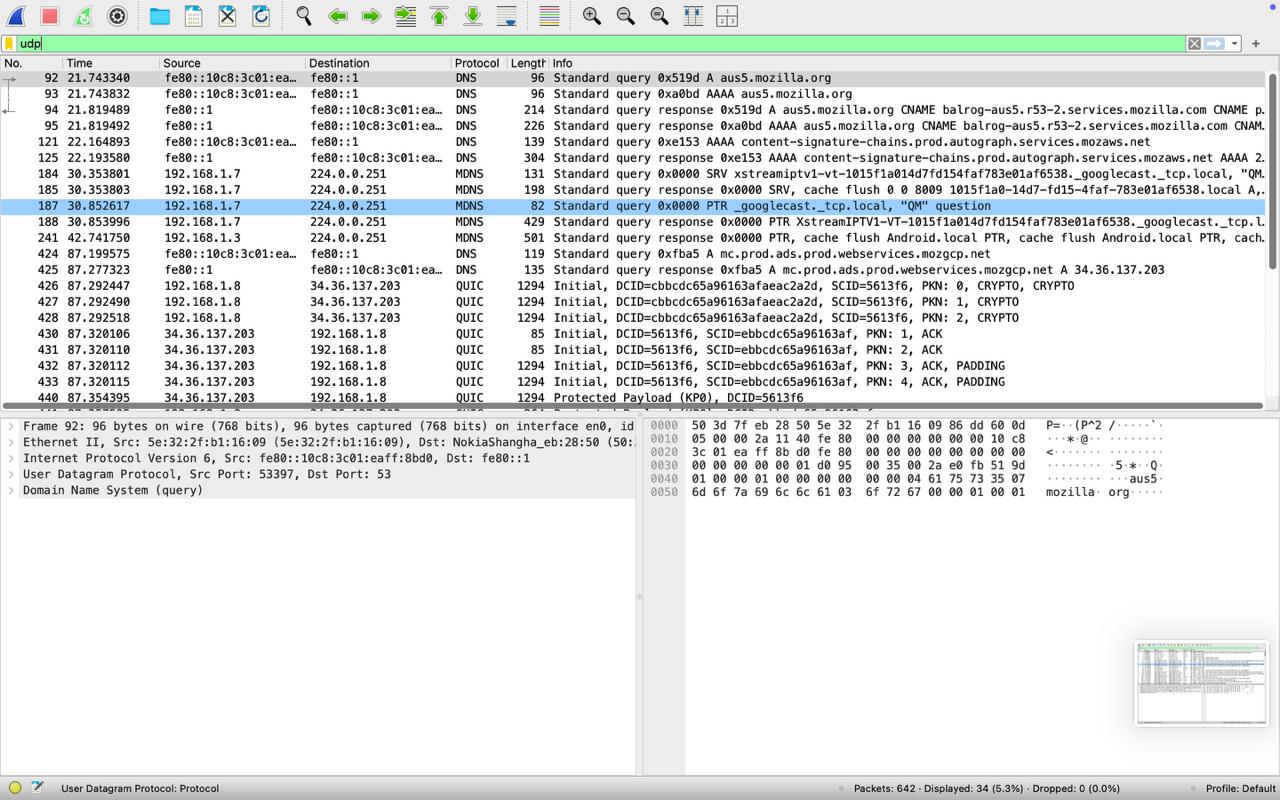 udp
No. Time Source Destination Protocol Length Info
92 21.743340 fe80::10c8:3c01:ea… fe80::1 DNS 96 Standard query 0x519d A aus5.mozilla.org
93 21.743832 fe80::10c8:3c01:ea… fe80::1 DNS 96 Standard query 0xa0bd AAAA aus5.mozilla.org
94 21.819489 fe80::1 fe80::10c8:3c01:ea… DNS 214 Standard query response 0x519d A aus5.mozilla.org CNAME balrog-aus5.r53-2.services.mozilla.com CNAME p…
95 21.819492 fe80::1 fe80::10c8:3c01:ea… DNS 226 Standard query response 0xa0bd AAAA aus5.mozilla.org CNAME balrog-aus5.r53-2.services.mozilla.com CNAM…
121 22.164893 fe80::10c8:3c01:ea… fe80::1 DNS 139 Standard query 0xe153 AAAA content-signature-chains.prod.autograph.services.mozaws.net
125 22.193580 fe80::1 fe80::10c8:3c01:ea… DNS 304 Standard query response 0xe153 AAAA content-signature-chains.prod.autograph.services.mozaws.net AAAA 2…
184 30.353801 192.168.1.7 224.0.0.251 MDNS 131 Standard query 0x0000 SRV xstreamiptv1-vt-1015f1a014d7fd154faf783e01af6538._googlecast._tcp.local, "QM…
185 30.353803 192.168.1.7 224.0.0.251 MDNS 198 Standard query response 0x0000 SRV, cache flush 0 0 8009 1015f1a0-14d7-fd15-4faf-783e01af6538.local A,…
187 30.852617 192.168.1.7 224.0.0.251 MDNS 82 Standard query 0x0000 PTR _googlecast._tcp.local, "QM" question
188 30.853996 192.168.1.7 224.0.0.251 MDNS 429 Standard query response 0x0000 PTR XstreamIPTV1-VT-1015f1a014d7fd154faf783e01af6538._googlecast._tcp.l…
241 42.741750 192.168.1.3 224.0.0.251 MDNS 501 Standard query response 0x0000 PTR, cache flush Android.local PTR, cache flush Android.local PTR, cach…
424 87.199575 fe80::10c8:3c01:ea… fe80::1 DNS 119 Standard query 0xfba5 A mc.prod.ads.prod.webservices.mozgcp.net
425 87.277323 fe80::1 fe80::10c8:3c01:ea… DNS 135 Standard query response 0xfba5 A mc.prod.ads.prod.webservices.mozgcp.net A 34.36.137.203
426 87.292447 192.168.1.8 34.36.137.203 QUIC 1294 Initial, DCID=cbbcdc65a96163afaeac2a2d, SCID=5613f6, PKN: 0, CRYPTO, CRYPTO
427 87.292490 192.168.1.8 34.36.137.203 QUIC 1294 Initial, DCID=cbbcdc65a96163afaeac2a2d, SCID=5613f6, PKN: 1, CRYPTO
428 87.292518 192.168.1.8 34.36.137.203 QUIC 1294 Initial, DCID=cbbcdc65a96163afaeac2a2d, SCID=5613f6, PKN: 2, CRYPTO
430 87.320106 34.36.137.203 192.168.1.8 QUIC 85 Initial, DCID=5613f6, SCID=ebbcdc65a96163af, PKN: 1, ACK
431 87.320110 34.36.137.203 192.168.1.8 QUIC 85 Initial, DCID=5613f6, SCID=ebbcdc65a96163af, PKN: 2, ACK
432 87.320112 34.36.137.203 192.168.1.8 QUIC 1294 Initial, DCID=5613f6, SCID=ebbcdc65a96163af, PKN: 3, ACK, PADDING
433 87.320115 34.36.137.203 192.168.1.8 QUIC 1294 Initial, DCID=5613f6, SCID=ebbcdc65a96163af, PKN: 4, ACK, PADDING
440 87.354395 34.36.137.203 192.168.1.8 QUIC 1294 Protected Payload (KP0), DCID=5613f6
Frame 92: 96 bytes on wire (768 bits), 96 bytes captured (768 bits) on interface en0, id
Ethernet II, Src: 5e:32:2f:b1:16:09 (5e:32:2f:b1:16:09), Dst: NokiaShangha_eb:28:50 (50:
Internet Protocol Version 6, Src: fe80::10c8:3c01:eaff:8bd0, Dst: fe80::1
User Datagram Protocol, Src Port: 53397, Dst Port: 53
Domain Name System (query)
0000 50 3d 7f eb 28 50 5e 32 2f b1 16 09 86 dd 60 0d P=··(P^2 /·····`·
0010 05 00 00 2a 11 40 fe 80 00 00 00 00 00 00 10 c8 ···*·@·· ········
0020 3c 01 ea ff 8b d0 fe 80 00 00 00 00 00 00 00 00 <······· ········
0030 00 00 00 00 00 01 d0 95 00 35 00 2a e0 fb 51 9d ········ ·5·*··Q·
0040 01 00 00 01 00 00 00 00 00 00 04 61 75 73 35 07 ········ ···aus5·
0050 6d 6f 7a 69 6c 6c 61 03 6f 72 67 00 00 01 00 01 mozilla· org·····
User Datagram Protocol: Protocol
Packets: 642 · Displayed: 34 (5.3%) · Dropped: 0 (0.0%)
Profile: Default